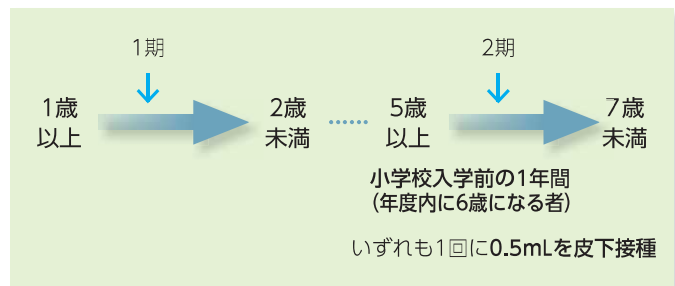 1期
2期
1歳
以上
2歳
未満
……
5歳
以上
7歳
未満
小学校入学前の1年間
（年度内に6歳になる者）
いずれも1回に0.5mLを皮下接種